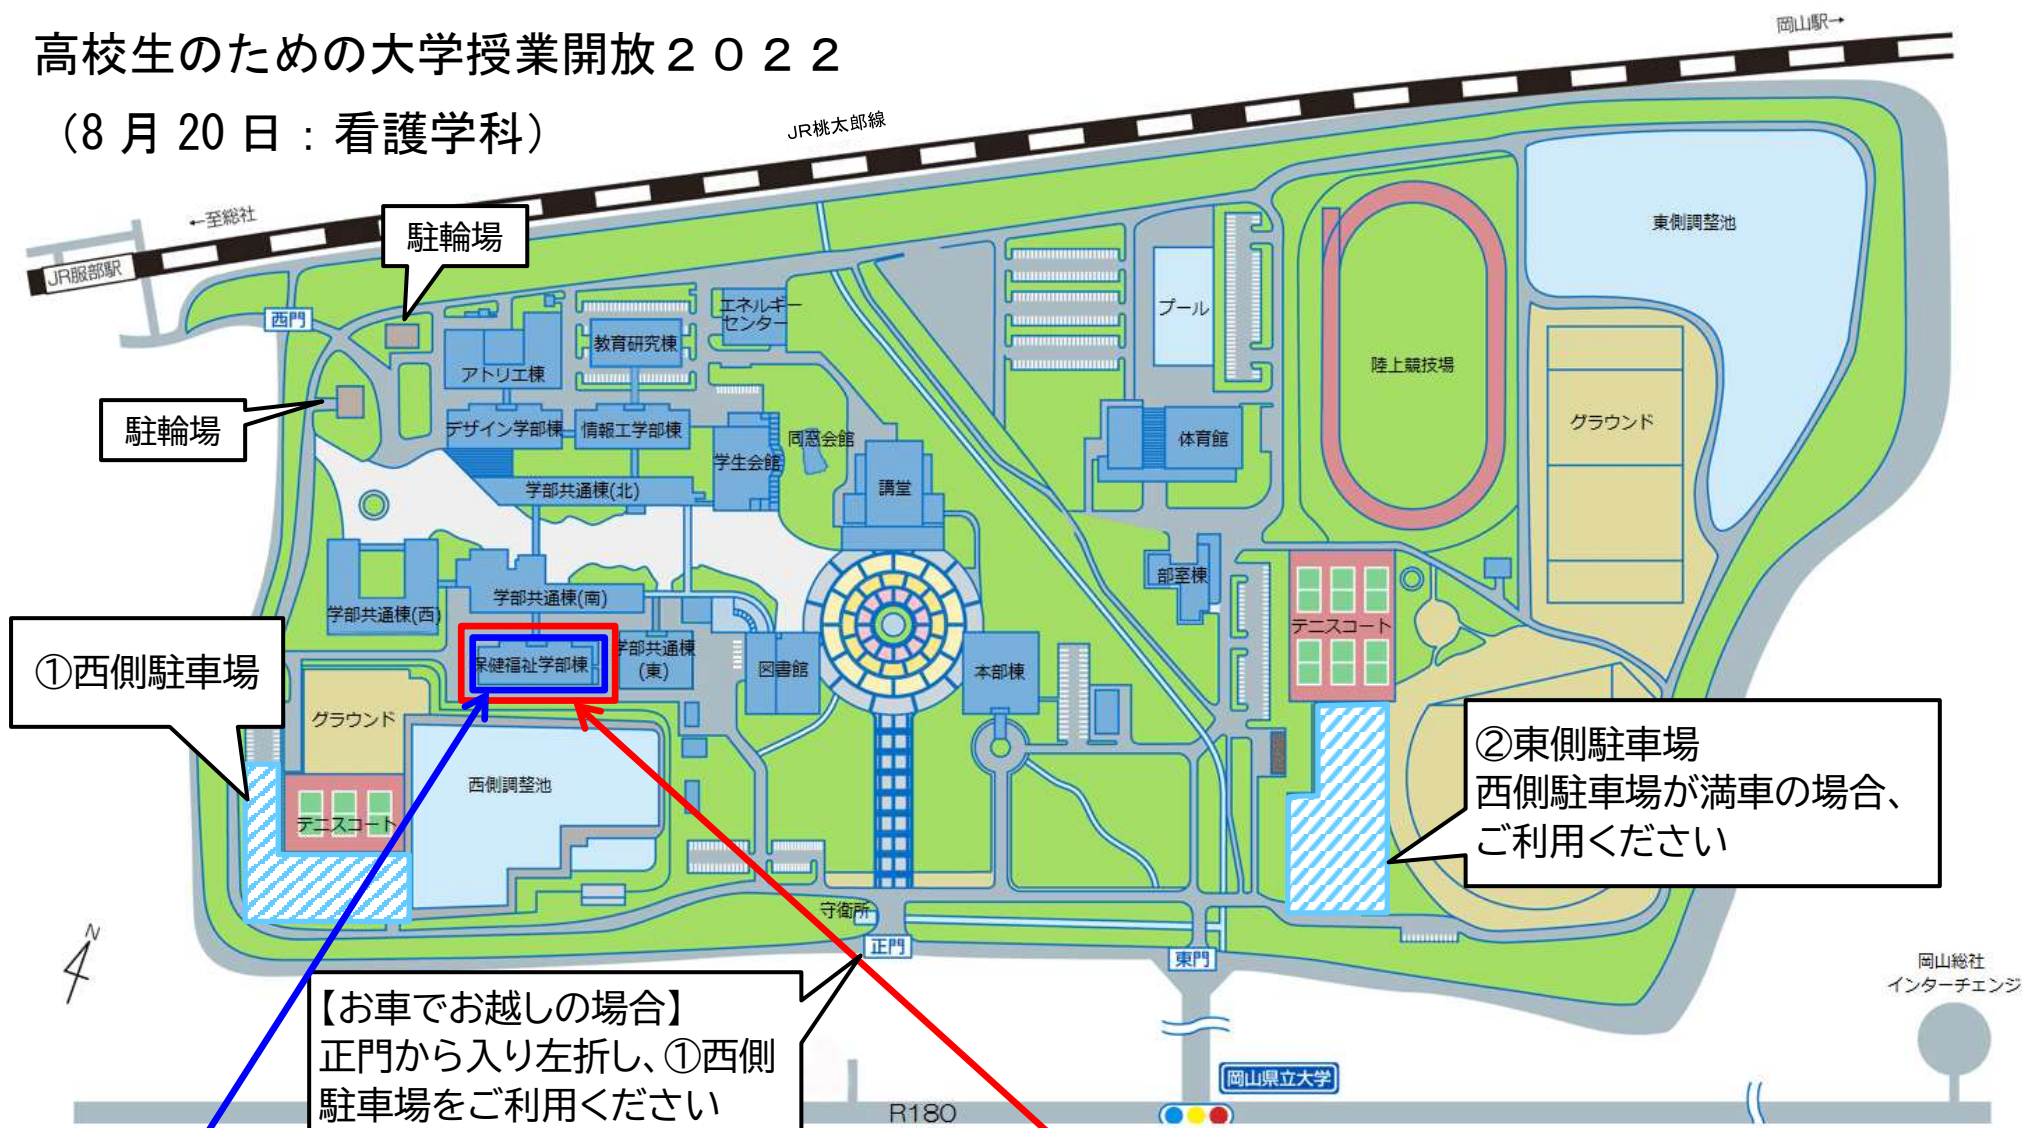 高校生のための大学授業開放２０２２
（8 月 20 日：看護学科）
岡山駅→
JR桃太郎線
←至総社
駐輪場
JR服部駅
東側調整池
西門
エネルギー
センター
プール
教育研究棟
陸上競技場
アトリエ棟
駐輪場
グラウンド
デザイン学部棟
情報工学部棟
同窓会館
体育館
学生会館
講堂
学部共通棟(北)
部室棟
学部共通棟(南)
学部共通棟(西)
テニスコート
①西側駐車場
保健福祉学部棟
学部共通棟
(東)
図書館
本部棟
グラウンド
②東側駐車場
西側駐車場が満車の場合、
ご利用ください
西側調整池
テニスコート
守衛所
正門
東門
岡山総社
インターチェンジ
N
【お車でお越しの場合】
正門から入り左折し、①西側
駐車場をご利用ください
岡山県立大学
R180